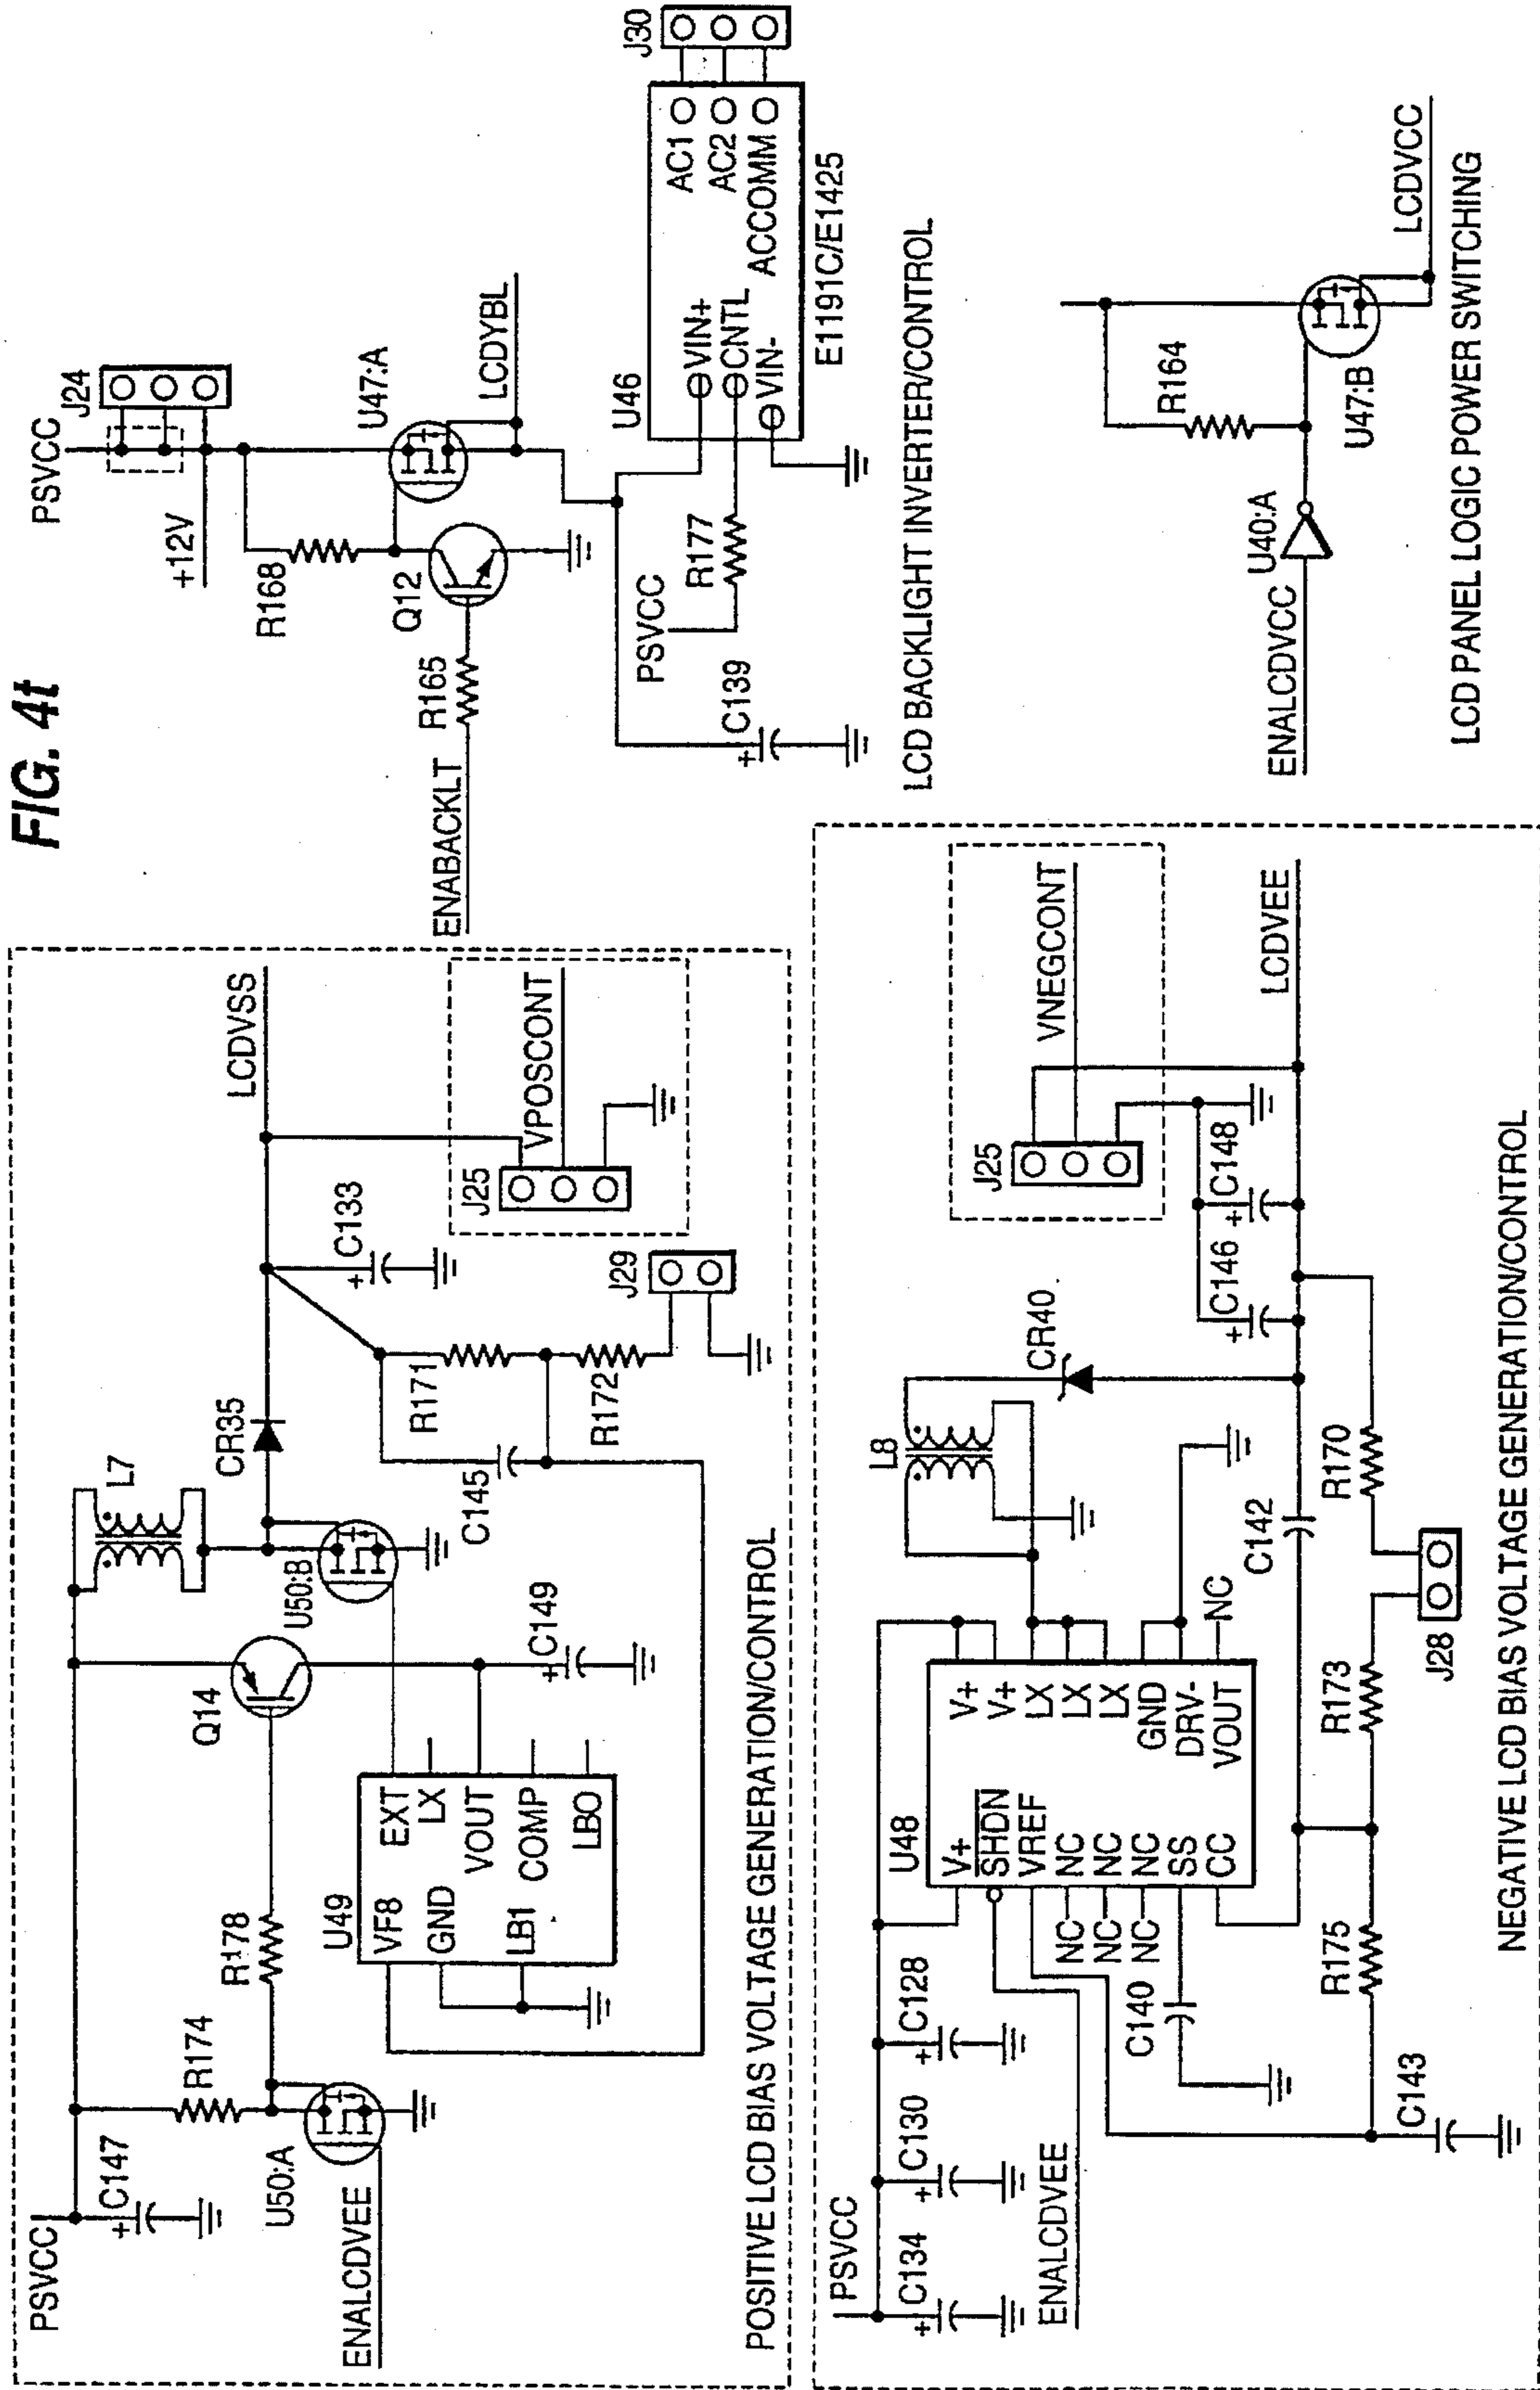 FIG. 4t
PSVCC
C147
R174
U50:A
ENALCDVEE
R178
Q14
U49
VF8
GND
LB1
EXT
LX
VOUT
COMP
LBO
C149
L7
U50:B
CR35
C145
R171
R172
J29
C133
LCDVSS
J25
VPOSCONT
POSITIVE LCD BIAS VOLTAGE GENERATION/CONTROL
PSVCC
J24
+12V
R168
U47:A
Q12
LCDYBL
R165
ENABACKLT
PSVCC
R177
C139
U46
VIN+
CNTL
VIN-
AC1
AC2
ACCOMM
J30
E1191C/E1425
LCD BACKLIGHT INVERTER/CONTROL
PSVCC
C134
C130
C128
ENALCDVEE
U48
V+
SHDN
VREF
NC
NC
NC
SS
CC
NC
NC
NC
V+
V+
LX
LX
LX
GND
DRV-
VOUT
NC
C140
C143
R175
R173
J28
R170
C142
L8
CR40
C146
C148
J25
VNEGCONT
LCDVEE
NEGATIVE LCD BIAS VOLTAGE GENERATION/CONTROL
ENALCDVCC
U40:A
R164
U47:B
LCDVCC
LCD PANEL LOGIC POWER SWITCHING